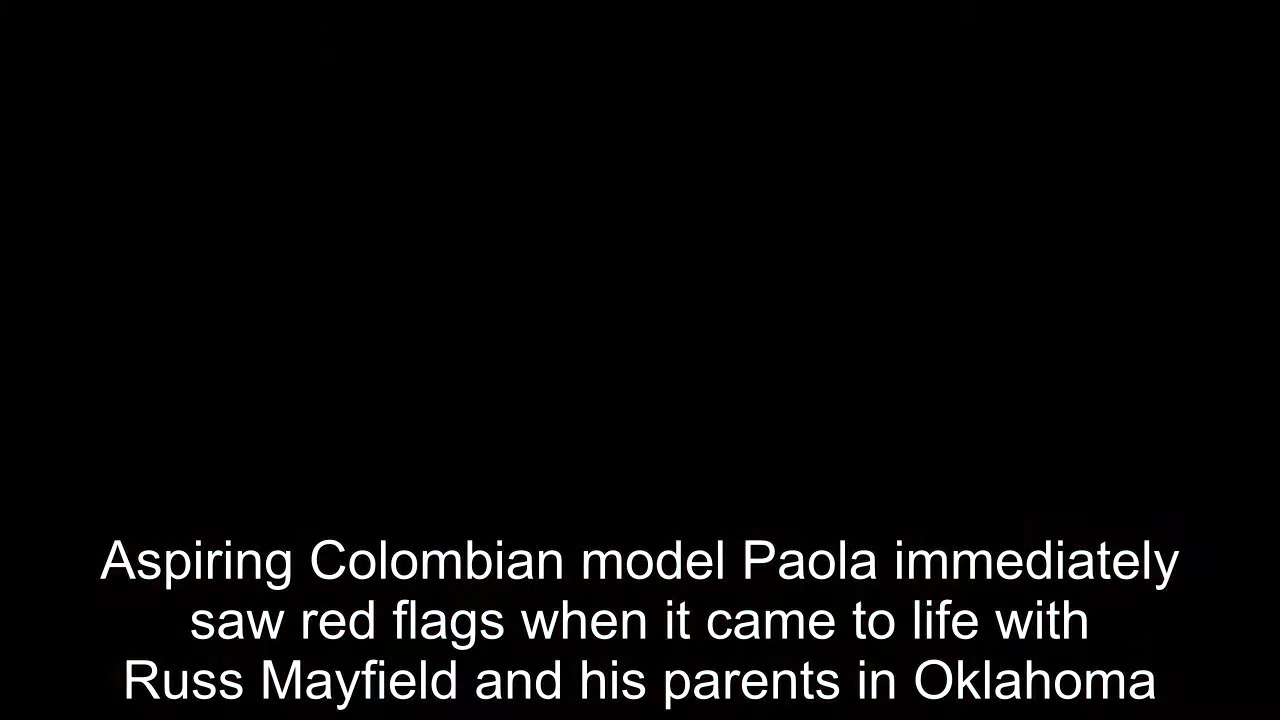 Aspiring Colombian model Paola immediately
saw red flags when it came to life with
Russ Mayfield and his parents in Oklahoma